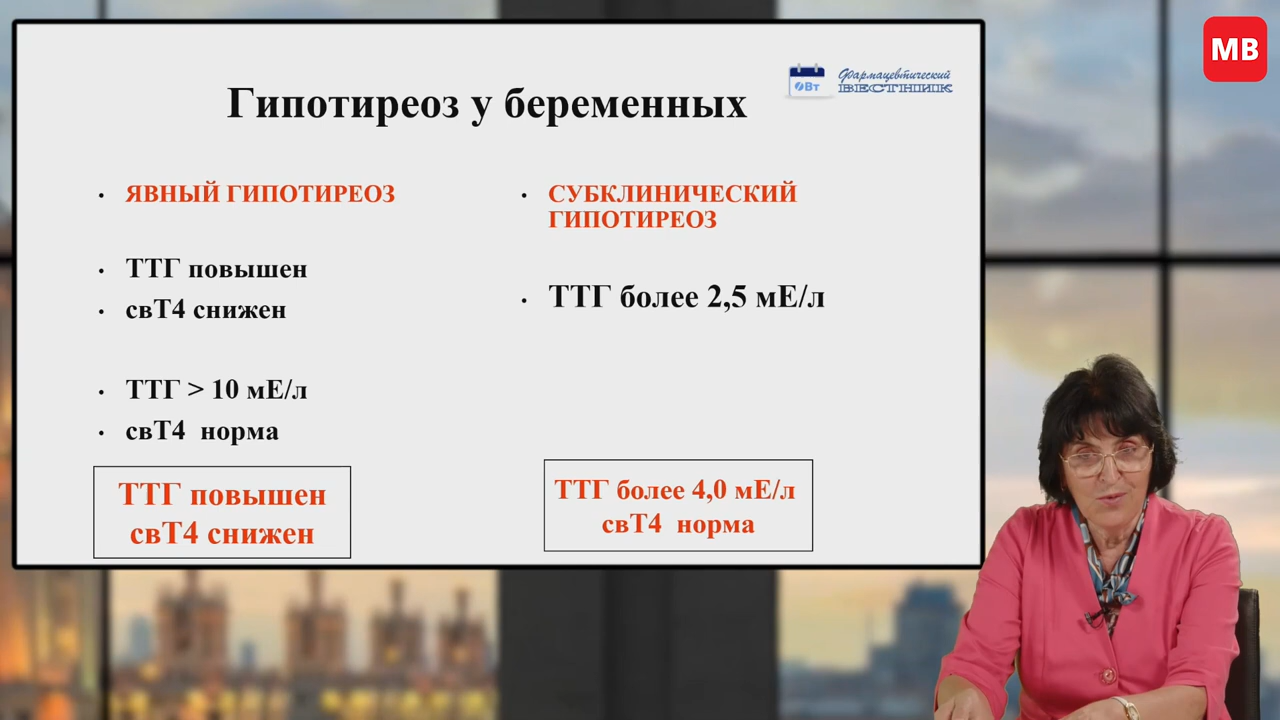 МВ
Фармацевтический
ВЕСТНИК
ФВт
Гипотиреоз у беременных
• ЯВНЫЙ ГИПОТИРЕОЗ
• ТТГ повышен
• свТ4 снижен
• ТТГ > 10 мЕ/л
• свТ4 норма
ТТГ повышен
свТ4 снижен
• СУБКЛИНИЧЕСКИЙ
ГИПОТИРЕОЗ
• ТТГ более 2,5 мЕ/л
ТТГ более 4,0 мЕ/л
свТ4 норма